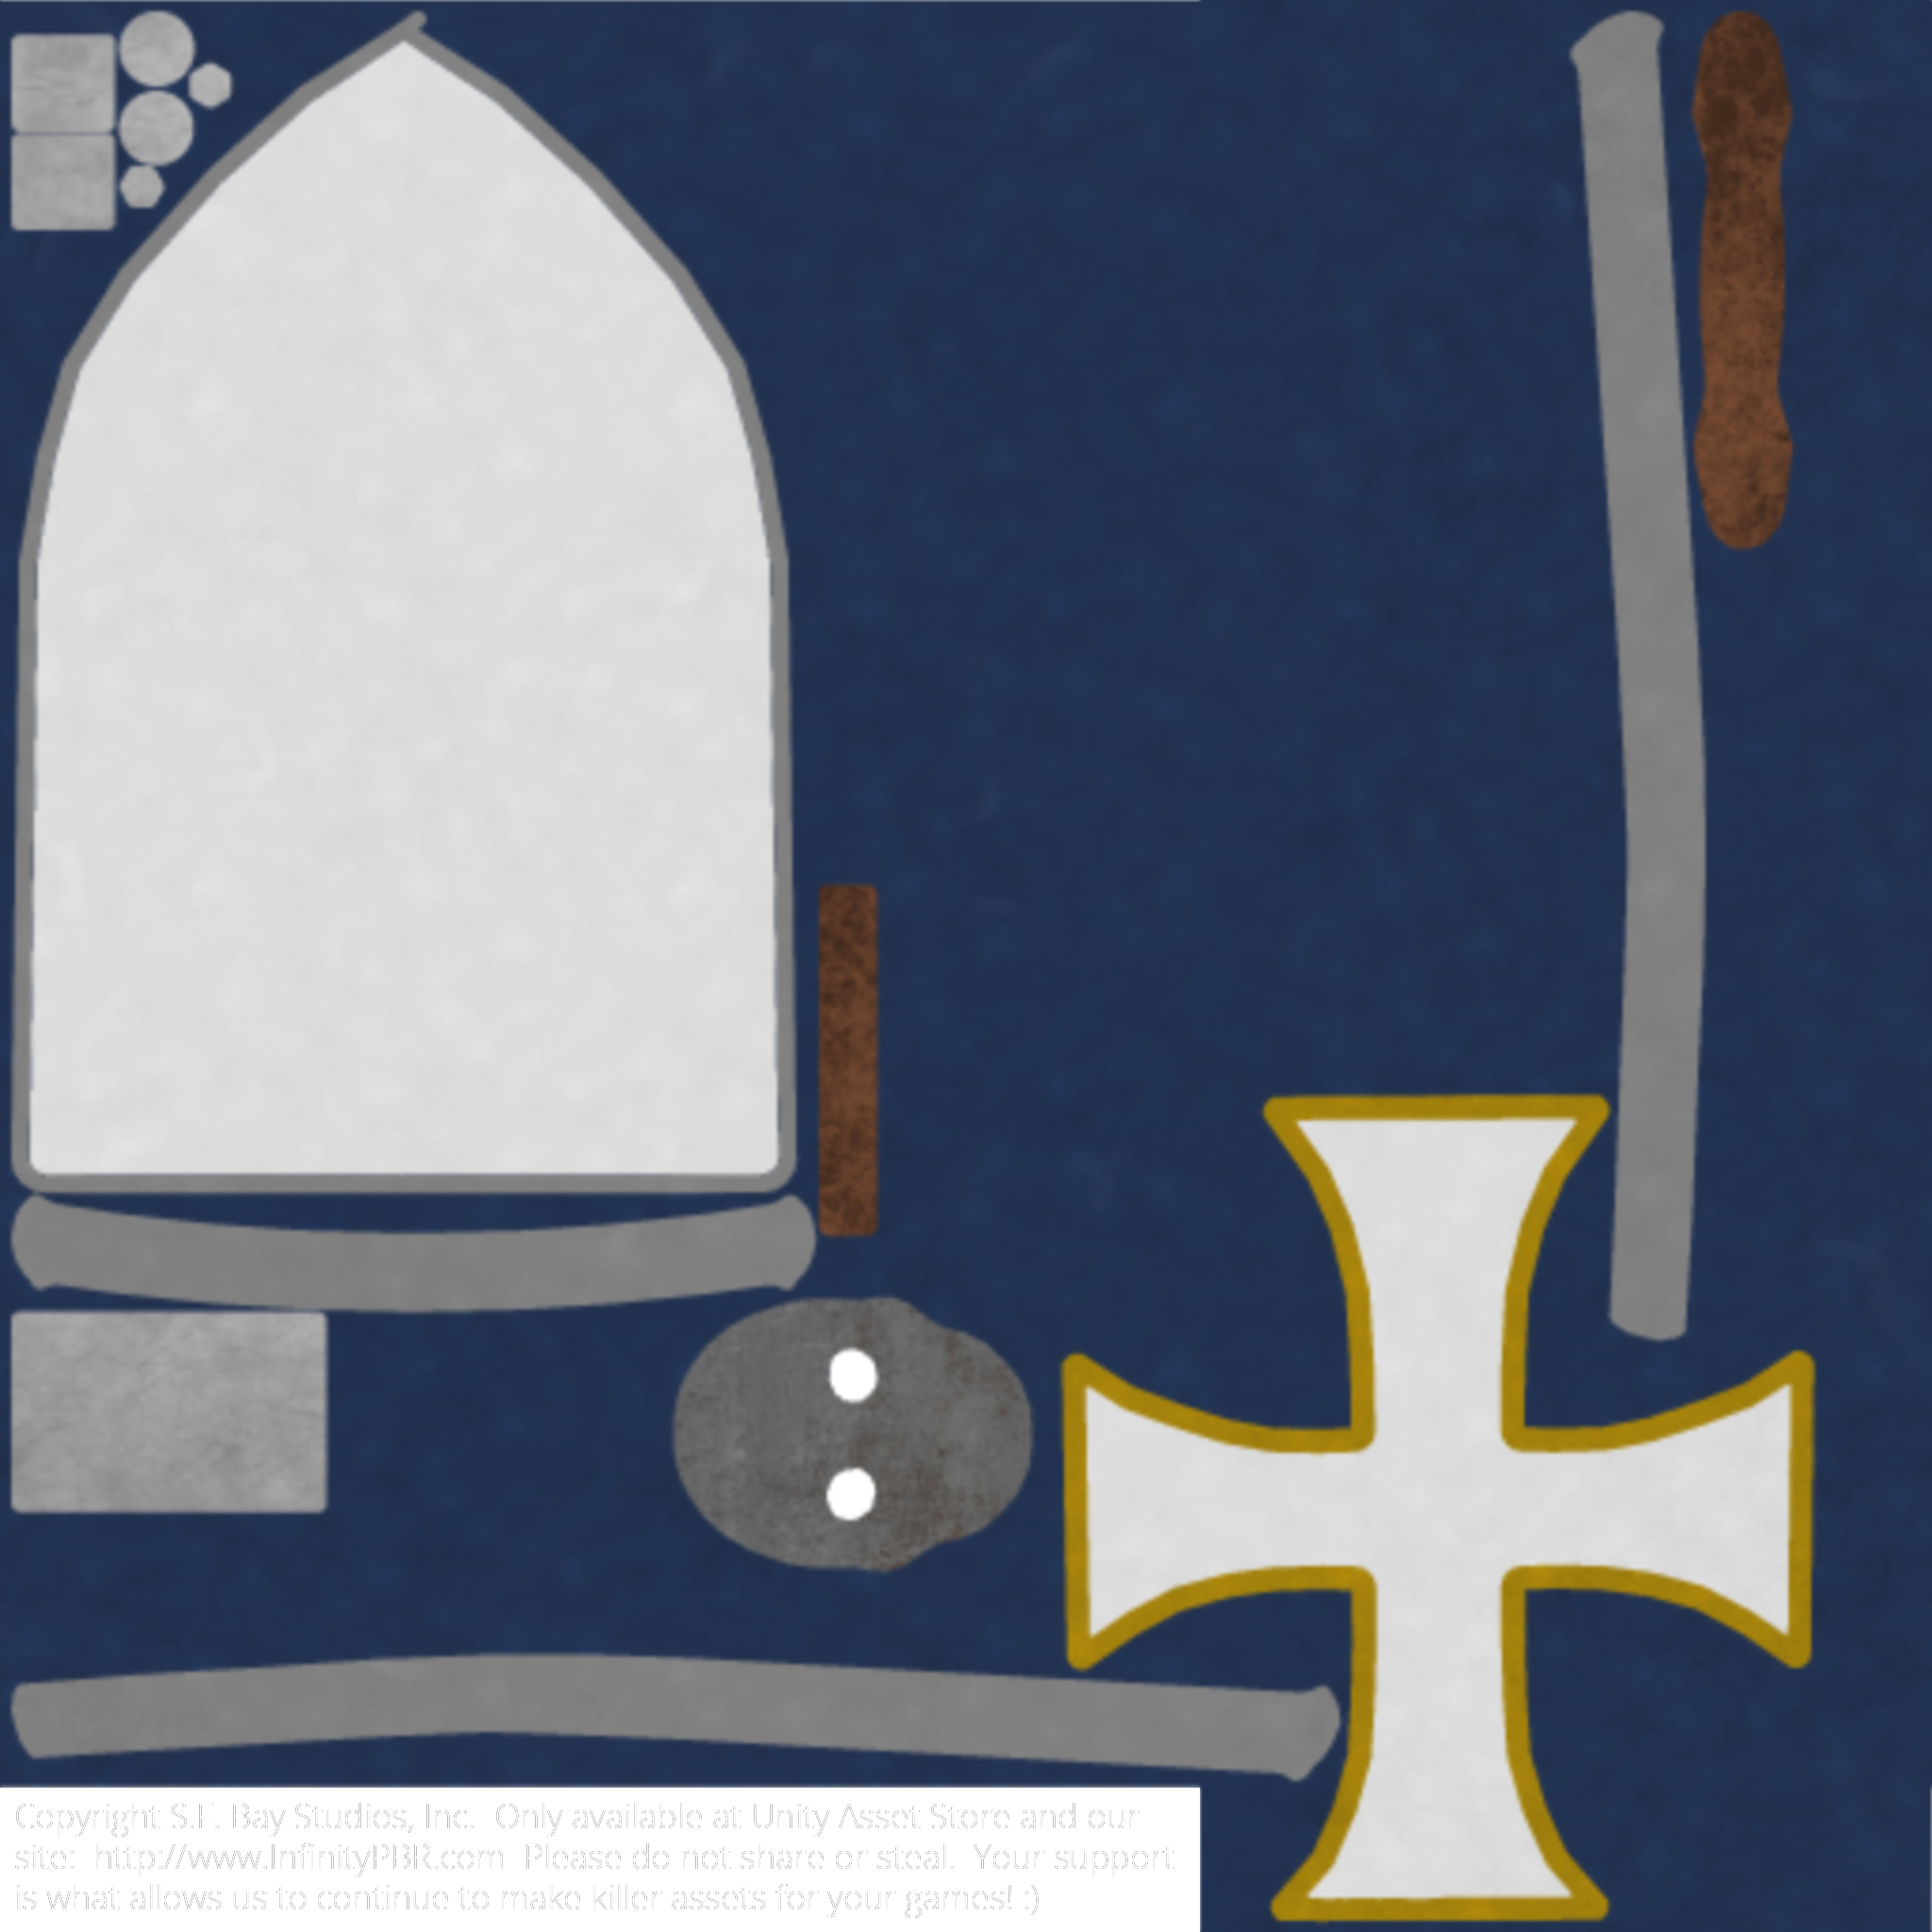 Copyright S.F. Bay Studios, Inc.  Only available at Unity Asset Store and our
site:  http://www.InfinityPBR.com  Please do not share or steal.  Your support
is what allows us to continue to make killer assets for your games! :)